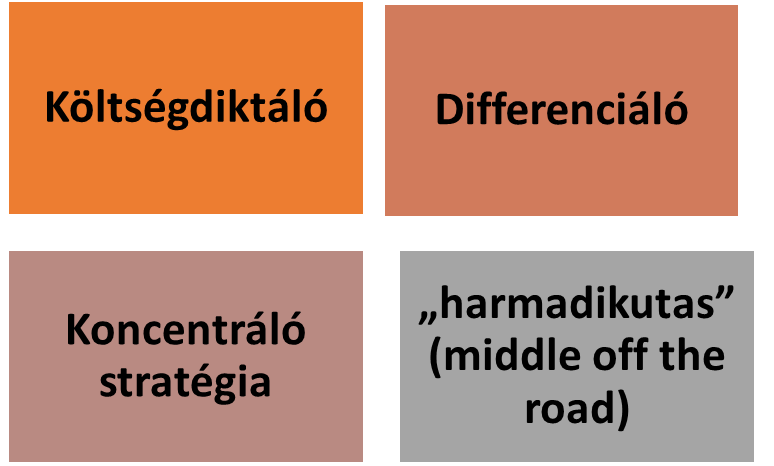 Költségdiktáló
Differenciáló
Koncentráló
stratégia
„harmadikutas”
(middle off the
road)